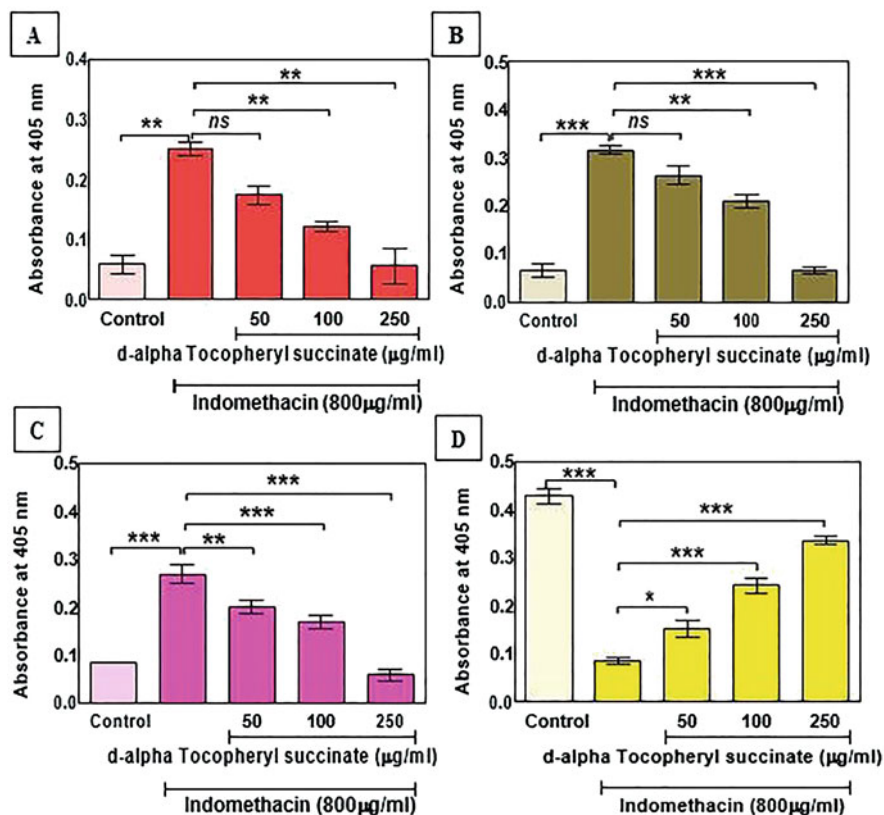 A
Absorbance at 405 nm
0.4
0.3
0.2
0.1
0.0
**
**
**
ns
Control
50 100 250
d-alpha Tocopheryl succinate (μg/ml)
Indomethacin (800μg/ml)
B
Absorbance at 405 nm
0.5
0.4
0.3
0.2
0.1
0.0
***
**
***
ns
Control
50 100 250
d-alpha Tocopheryl succinate (μg/ml)
Indomethacin (800μg/ml)
C
Absorbance at 405 nm
0.5
0.4
0.3
0.2
0.1
0.0
***
***
***
**
Control
50 100 250
d-alpha Tocopheryl succinate (μg/ml)
Indomethacin (800μg/ml)
D
Absorbance at 405 nm
0.5
0.4
0.3
0.2
0.1
0.0
***
***
***
*
Control
50 100 250
d-alpha Tocopheryl succinate (μg/ml)
Indomethacin (800μg/ml)